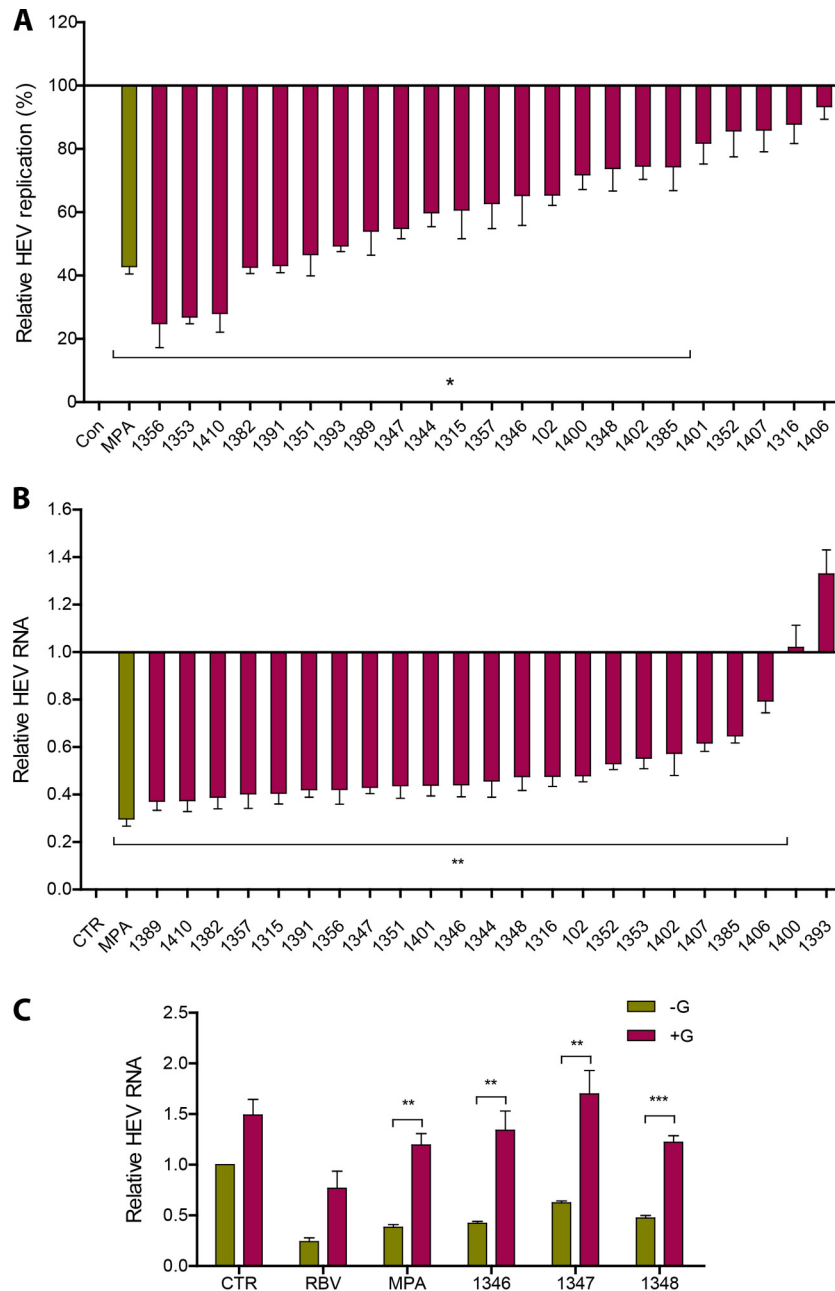 A
Relative HEV replication (%)
120
100
80
60
40
20
0
*
Con MPA 1356 1353 1410 1382 1391 1351 1393 1389 1347 1344 1315 1357 1346 102 1400 1348 1402 1385 1401 1352 1407 1316 1406
B
Relative HEV RNA
1.6
1.4
1.2
1.0
0.8
0.6
0.4
0.2
0.0
**
CTR MPA 1389 1410 1382 1357 1315 1391 1356 1347 1351 1401 1346 1344 1348 1316 102 1352 1353 1402 1407 1385 1406 1400 1393
C
Relative HEV RNA
2.5
2.0
1.5
1.0
0.5
0.0
-G
+G
** ** ** ***
CTR RBV MPA 1346 1347 1348